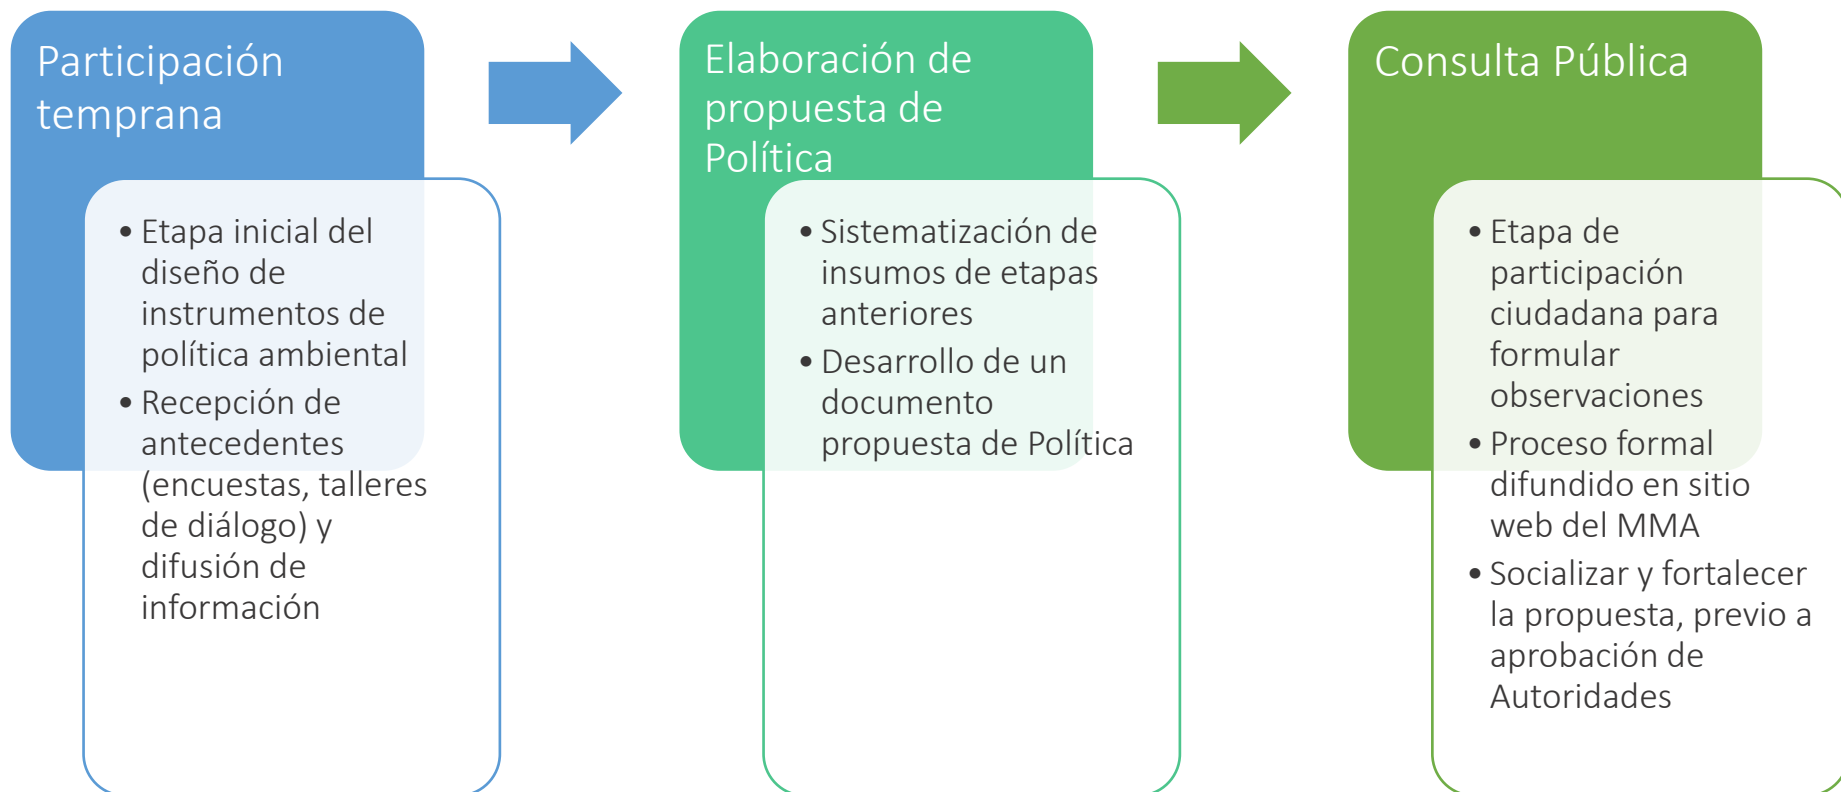 Participación
temprana
• Etapa inicial del
diseño de
instrumentos de
política ambiental
• Recepción de
antecedentes
(encuestas, talleres
de diálogo) y
difusión de
información
Elaboración de
propuesta de
Política
• Sistematización de
insumos de etapas
anteriores
• Desarrollo de un
documento
propuesta de Política
Consulta Pública
• Etapa de
participación
ciudadana para
formular
observaciones
• Proceso formal
difundido en sitio
web del MMA
• Socializar y fortalecer
la propuesta, previo a
aprobación de
Autoridades